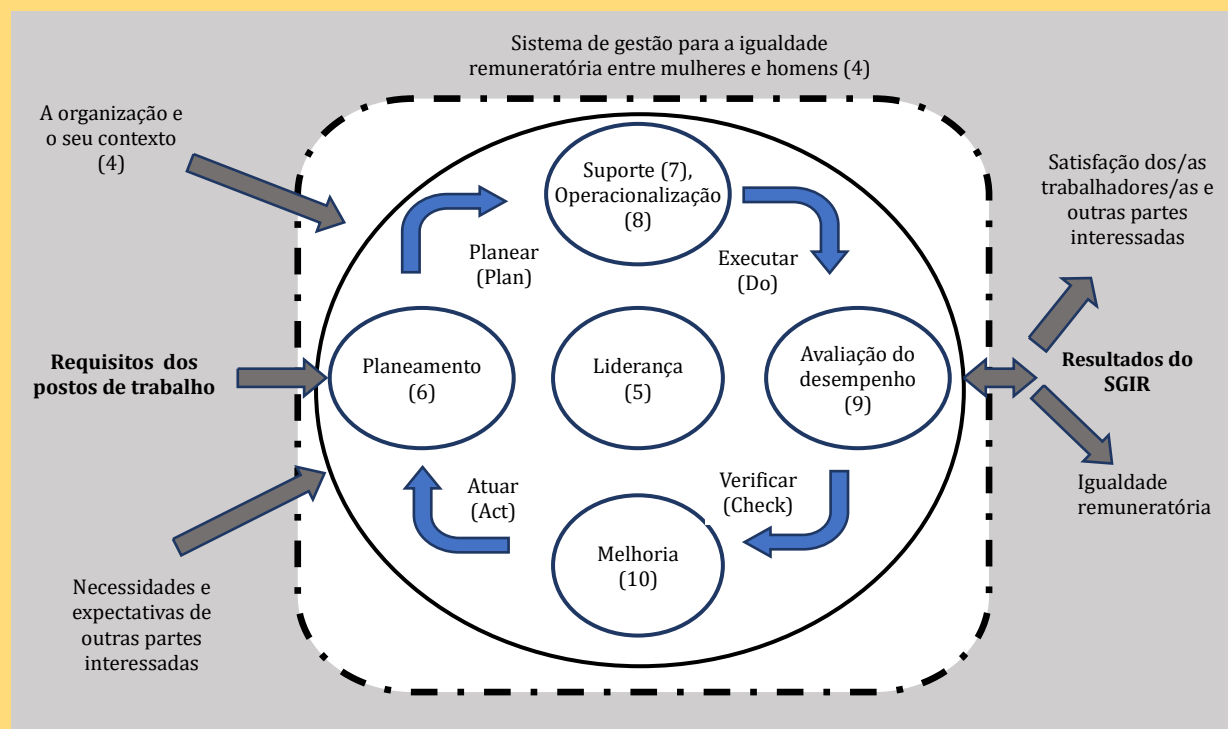 Sistema de gestão para a igualdade
remuneratória entre mulheres e homens (4)
A organização e
o seu contexto
(4)
Suporte (7),
Operacionalização
(8)
Satisfação dos/as
trabalhadores/as e
outras partes
interessadas
Planear
(Plan)
Executar
(Do)
Requisitos dos
postos de trabalho
Planeamento
(6)
Liderança
(5)
Avaliação do
desempenho
(9)
Resultados do
SGIR
Atuar
(Act)
Verificar
(Check)
Igualdade
remuneratória
Melhoria
(10)
Necessidades e
expectativas de
outras partes
interessadas